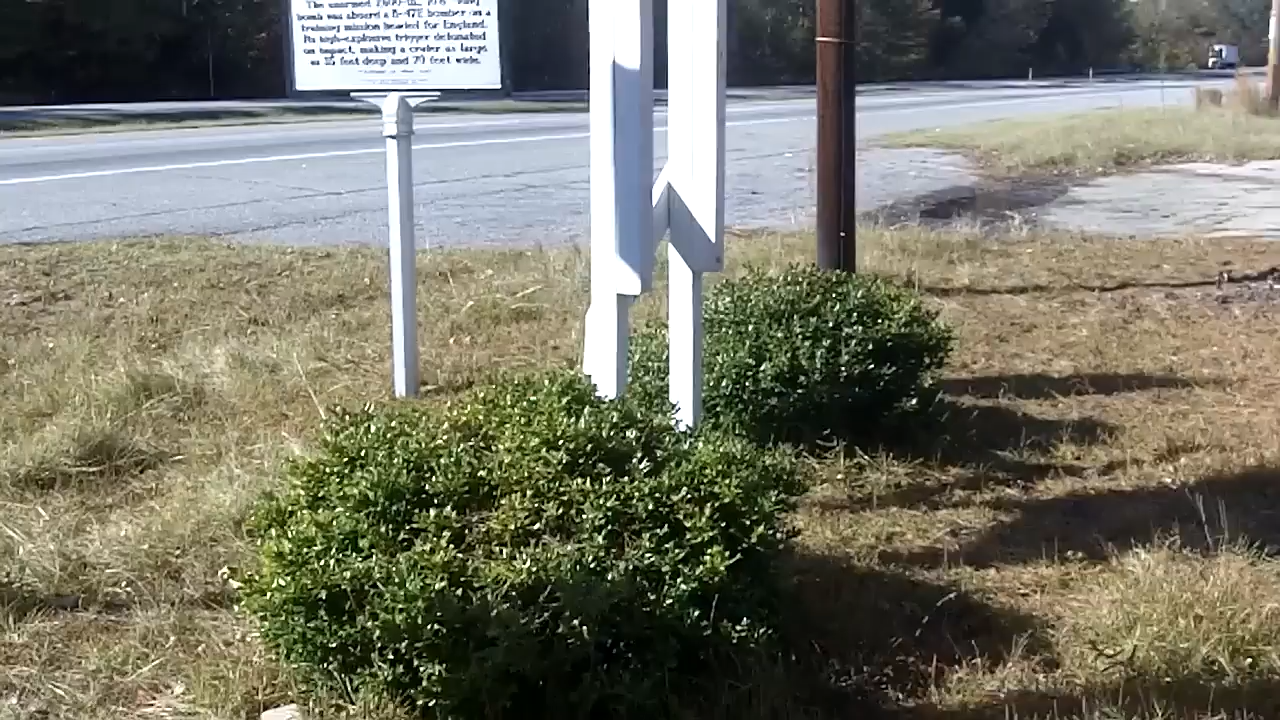 The unarmed
bomb was aboard a B-47E bomber on a
training mission headed for England.
Its high-explosive trigger detonated
on impact, making a crater as large
as 35 feet deep and 70 feet wide.